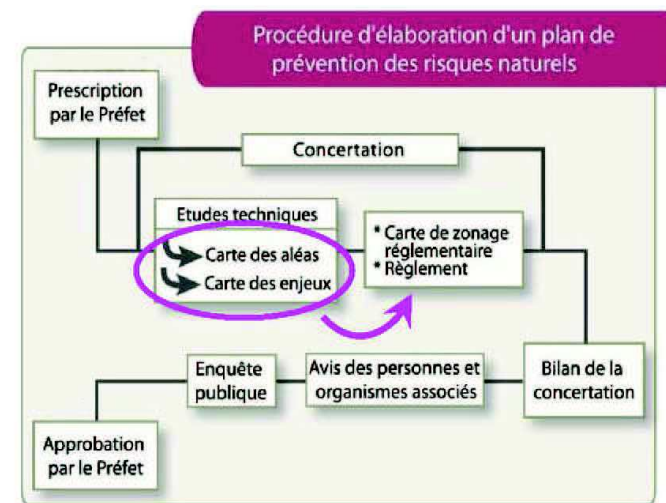 Procédure d'élaboration d'un plan de
prévention des risques naturels
Prescription
par le Préfet
Concertation
Etudes techniques
Carte des aléas
Carte des enjeux
* Carte de zonage
réglementaire
* Règlement
Bilan de la
concertation
Avis des personnes et
organismes associés
Enquête
publique
Approbation
par le Préfet